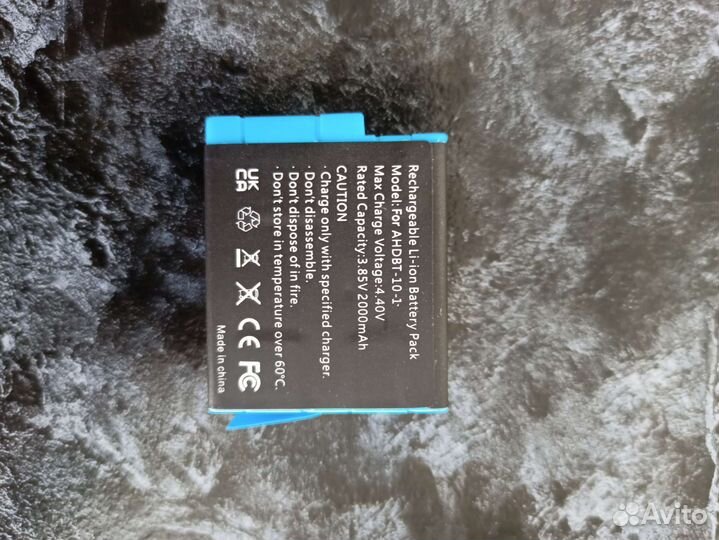 Rechargeable Li-ion Battery Pack
Model: For AHDBT-10-1
Max Charge Voltage:4.40V
Rated Capacity:3.85V 2000mAh
CAUTION
· Charge only with specified charger.
· Don't disassemble.
· Don't dispose of in fire.
· Don't store in temperature over 60°C.
UK
CA
CE FC
Made in china
Avito